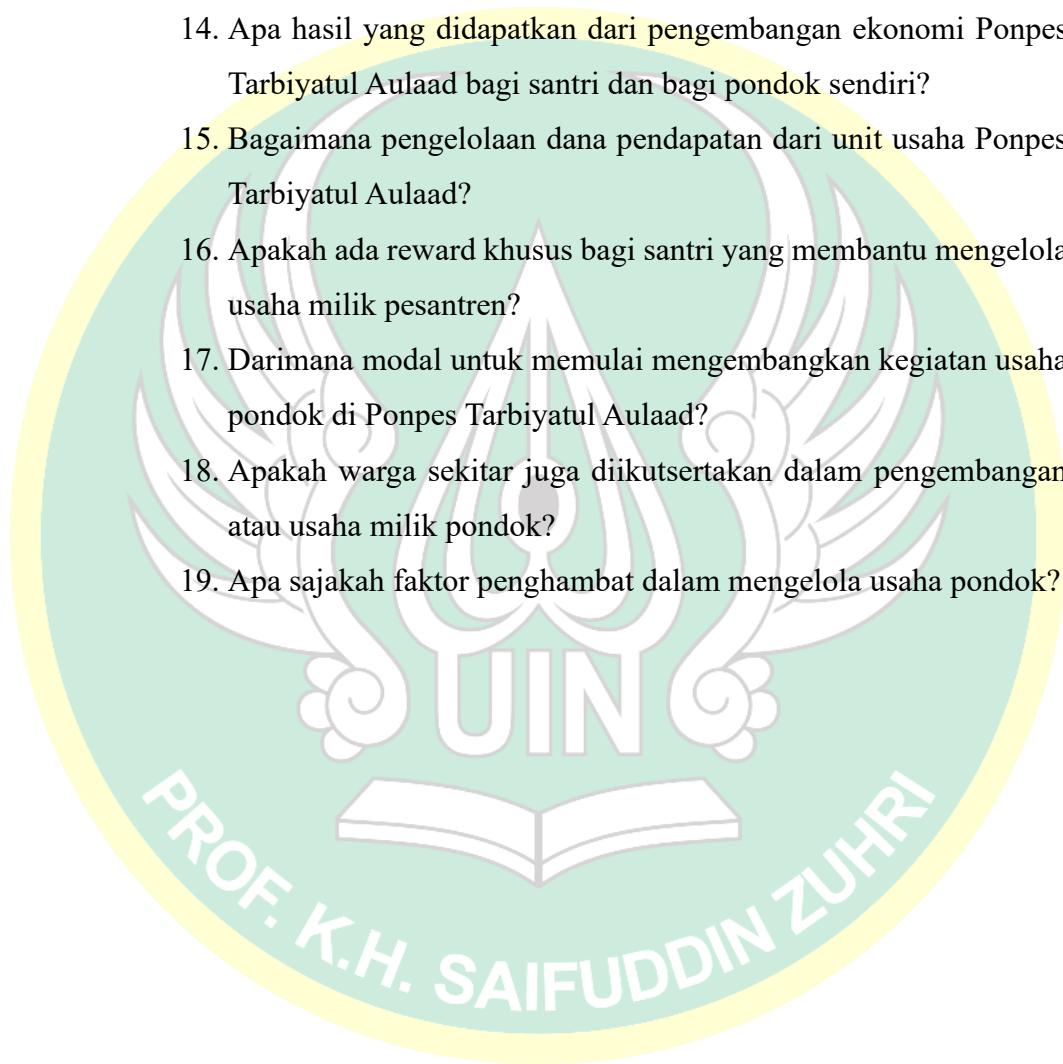 14. Apa hasil yang didapatkan dari pengembangan ekonomi Ponpes
Tarbiyatul Aulaad bagi santri dan bagi pondok sendiri?
15. Bagaimana pengelolaan dana pendapatan dari unit usaha Ponpes
Tarbiyatul Aulaad?
16. Apakah ada reward khusus bagi santri yang membantu mengelola
usaha milik pesantren?
17. Darimana modal untuk memulai mengembangkan kegiatan usaha
pondok di Ponpes Tarbiyatul Aulaad?
18. Apakah warga sekitar juga diikutsertakan dalam pengembangan
atau usaha milik pondok?
19. Apa sajakah faktor penghambat dalam mengelola usaha pondok?
UIN
PROF. K.H. SAIFUDDIN ZUHRI